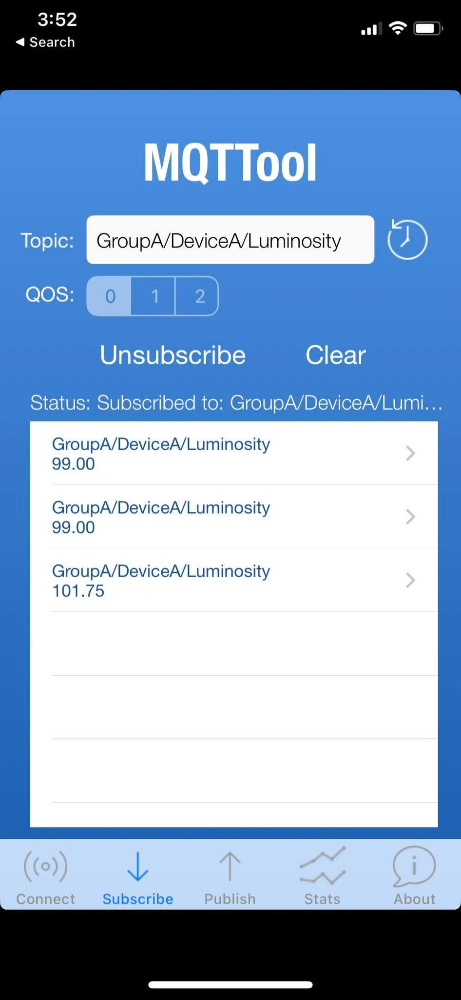 3:52
◀ Search
MQTTool
Topic: GroupA/DeviceA/Luminosity
QOS: 0 1 2
Unsubscribe Clear
Status: Subscribed to: GroupA/DeviceA/Lumi...
GroupA/DeviceA/Luminosity
99.00
GroupA/DeviceA/Luminosity
99.00
GroupA/DeviceA/Luminosity
101.75
Connect Subscribe Publish Stats About